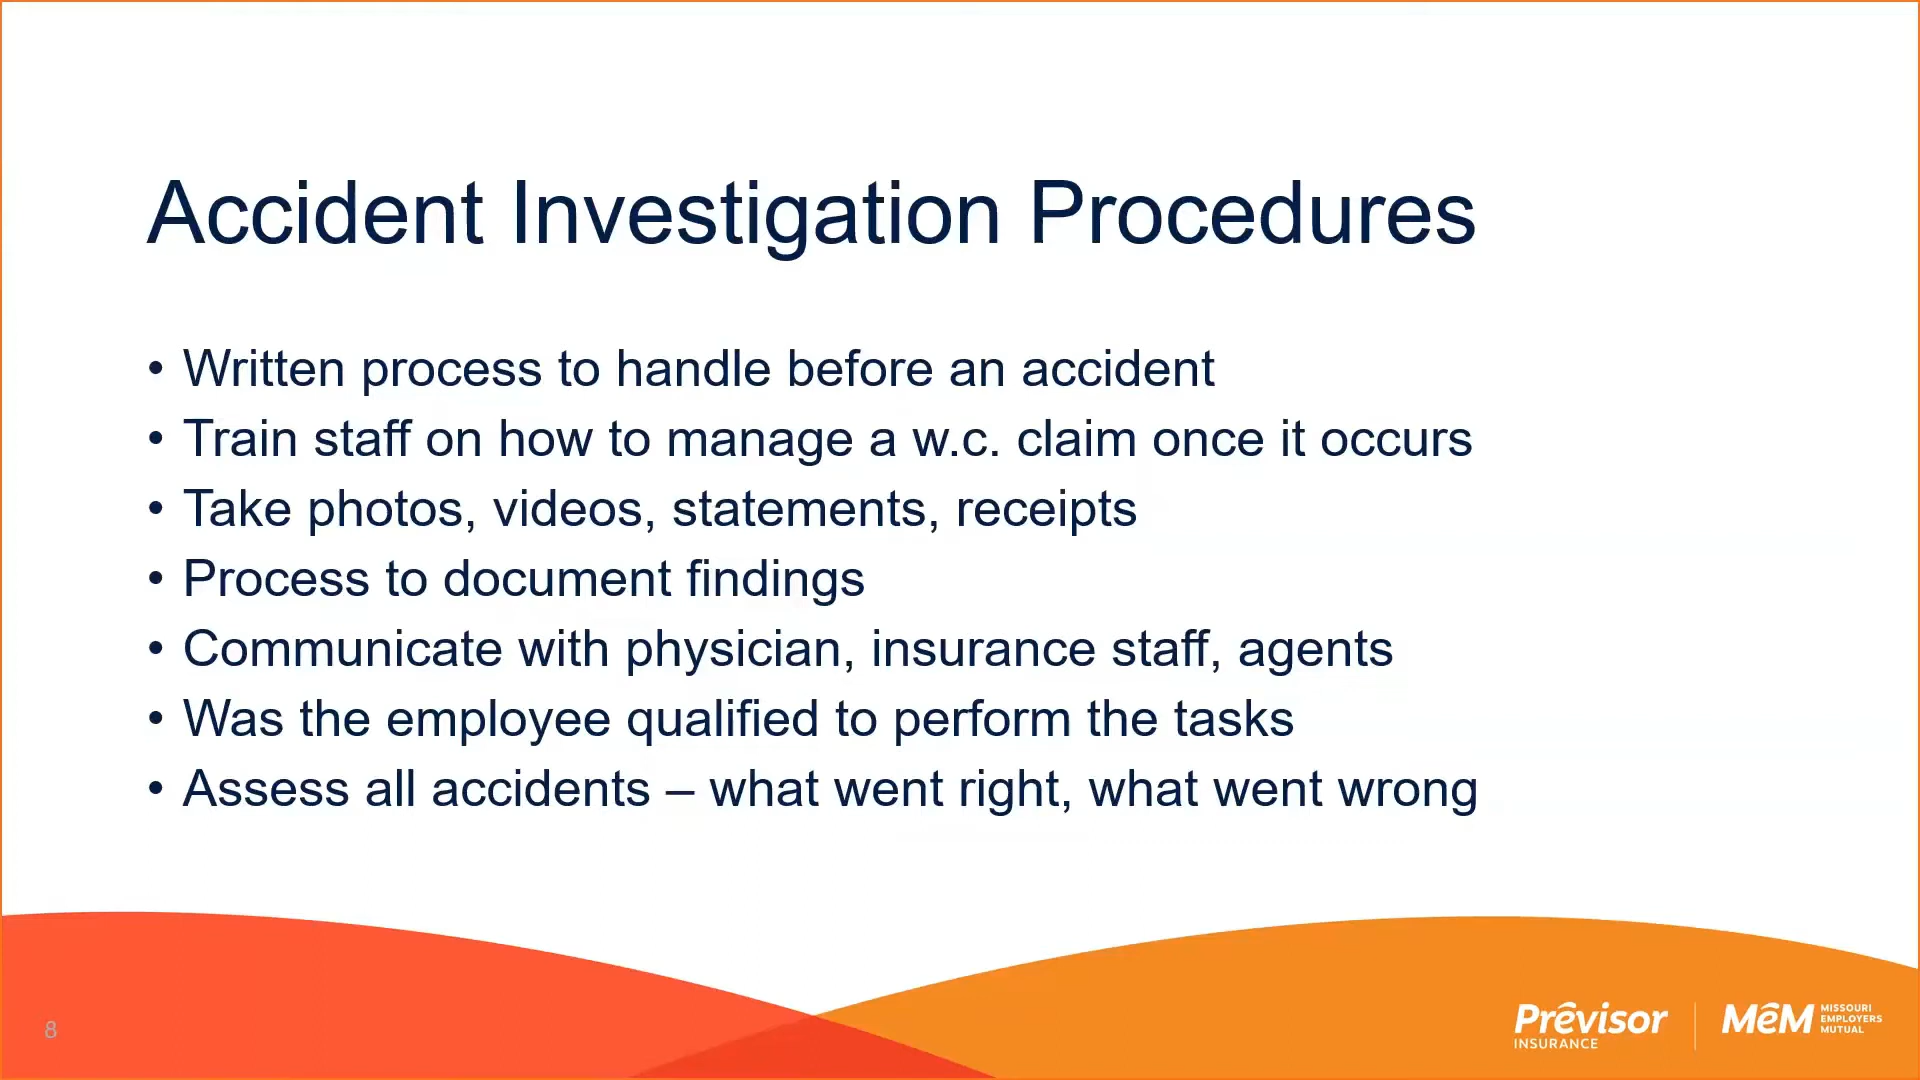 Accident Investigation Procedures
• Written process to handle before an accident
• Train staff on how to manage a w.c. claim once it occurs
• Take photos, videos, statements, receipts
• Process to document findings
• Communicate with physician, insurance staff, agents
• Was the employee qualified to perform the tasks
• Assess all accidents – what went right, what went wrong
8
Prêvisor
INSURANCE
MêM
MISSOURI
EMPLOYERS
MUTUAL